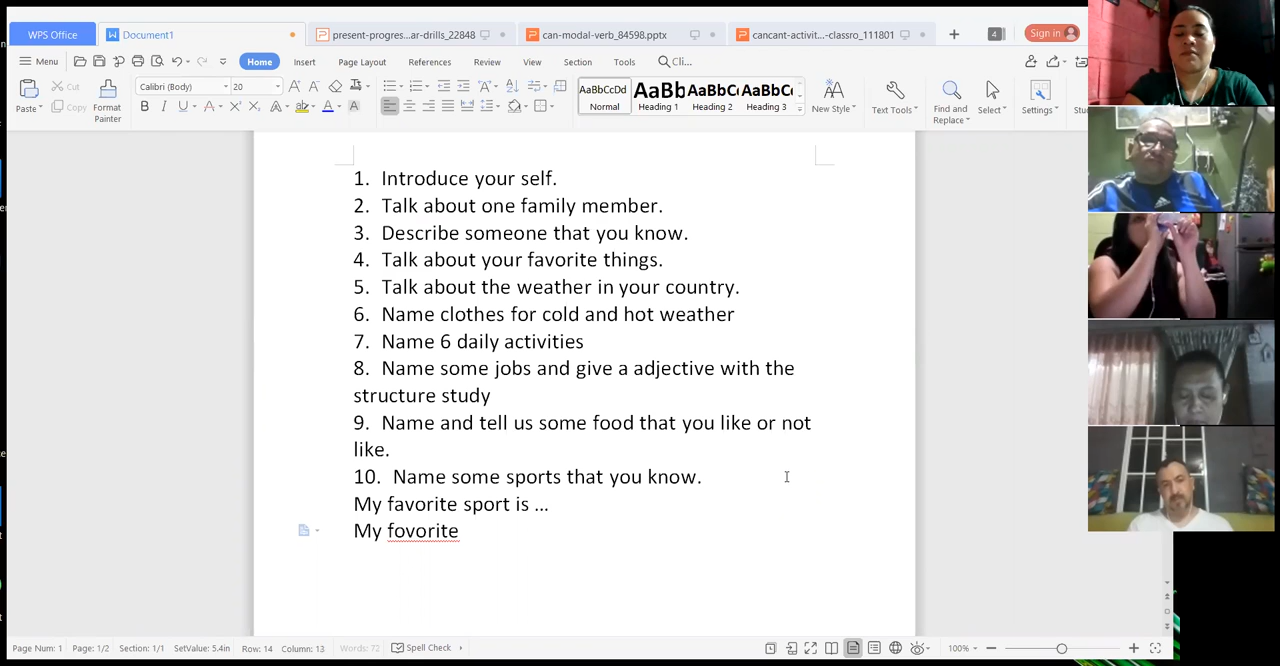 WPS Office
Document1
present-progres...ar-drills_22848
can-modal-verb_84598.pptx
cancant-activit...-classro_111801
4
Sign in
Menu
Home
Insert
Page Layout
References
Review
View
Section
Tools
Cli...
Paste
Cut
Copy
Format
Painter
Calibri (Body)
20
AaBbCcDd
Normal
AaBb
Heading 1
AaBbC
Heading 2
AaBbC
Heading 3
New Style
Text Tools
Find and
Replace
Select
Settings
1. Introduce your self.
2. Talk about one family member.
3. Describe someone that you know.
4. Talk about your favorite things.
5. Talk about the weather in your country.
6. Name clothes for cold and hot weather
7. Name 6 daily activities
8. Name some jobs and give a adjective with the
structure study
9. Name and tell us some food that you like or not
like.
10. Name some sports that you know.
My favorite sport is ...
My fovorite
Page Num: 1
Page: 1/2
Section: 1/1
SetValue: 5.4in
Row: 14
Column: 13
Words: 72
Spell Check
100%